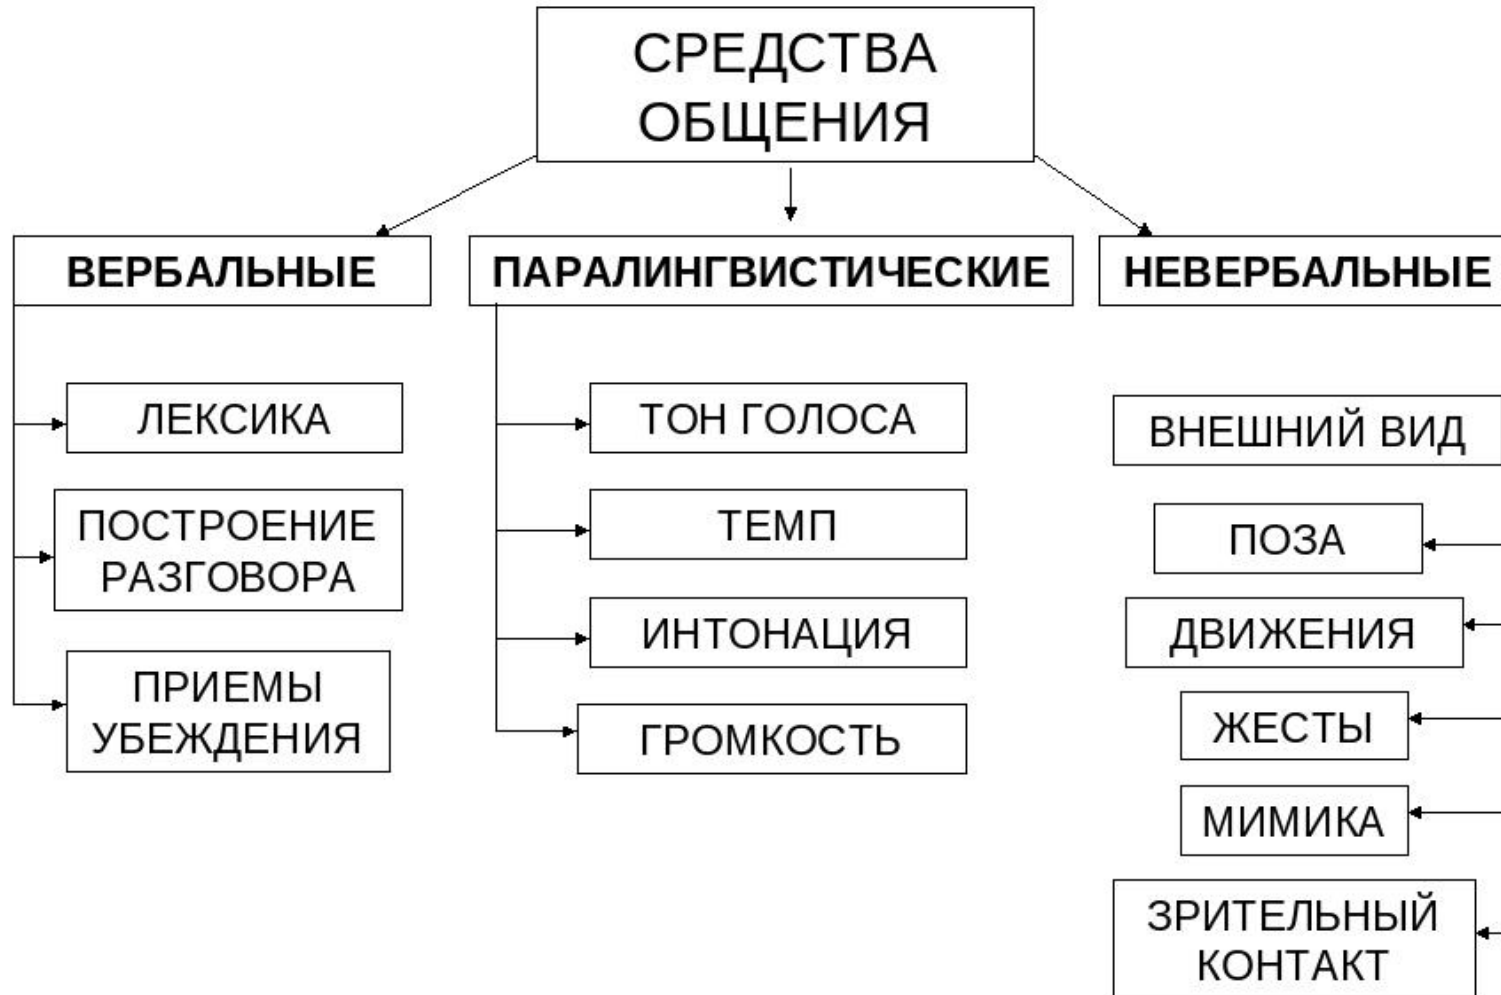 СРЕДСТВА
ОБЩЕНИЯ
ВЕРБАЛЬНЫЕ
ПАРАЛИНГВИСТИЧЕСКИЕ
НЕВЕРБАЛЬНЫЕ
ЛЕКСИКА
ПОСТРОЕНИЕ
РАЗГОВОРА
ПРИЕМЫ
УБЕЖДЕНИЯ
ТОН ГОЛОСА
ТЕМП
ИНТОНАЦИЯ
ГРОМКОСТЬ
ВНЕШНИЙ ВИД
ПОЗА
ДВИЖЕНИЯ
ЖЕСТЫ
МИМИКА
ЗРИТЕЛЬНЫЙ
КОНТАКТ